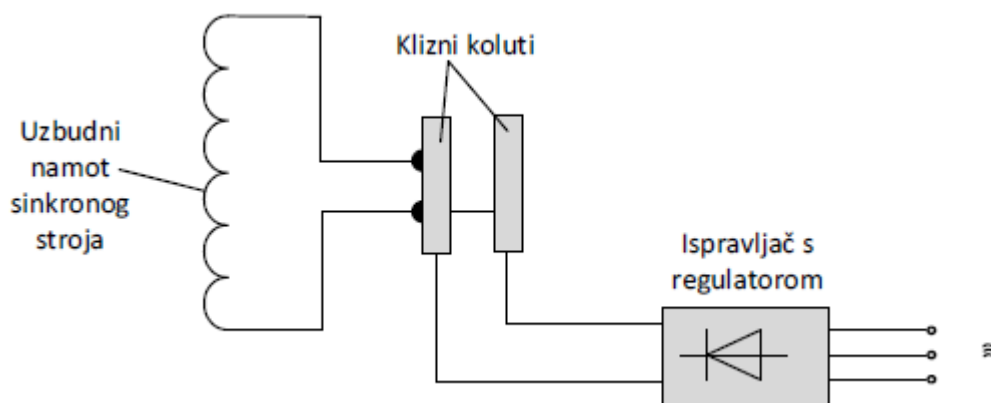 Klizni koluti
Uzbudni
namot
sinkronog
stroja
Ispravljač s
regulatorom